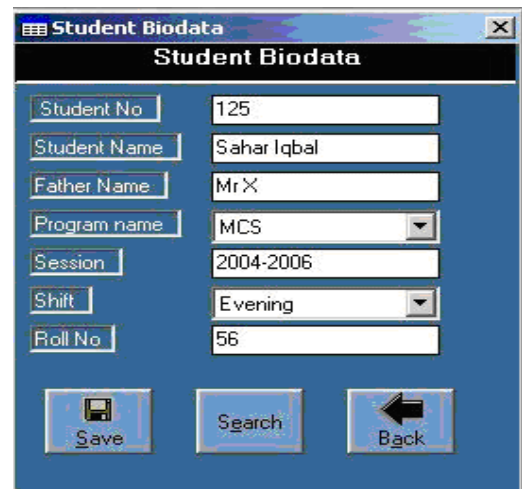 Student Biodata
Student Biodata
Student No 125
Student Name Sahar Iqbal
Father Name Mr X
Program name MCS
Session 2004-2006
Shift Evening
Roll No 56
Save Search Back